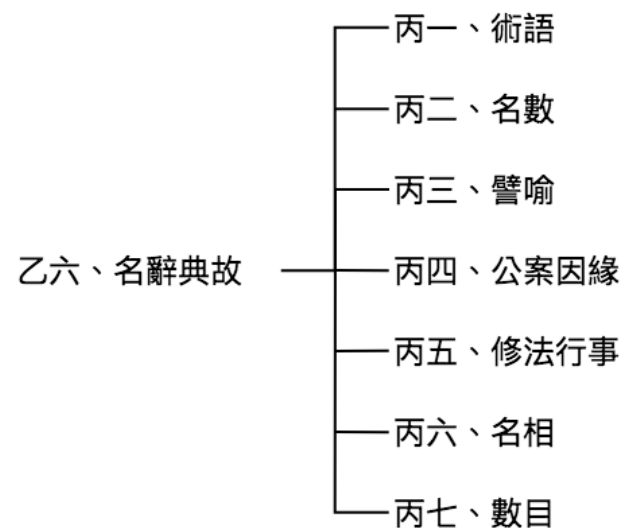 丙一、術語
丙二、名數
丙三、譬喻
乙六、名辭典故
丙四、公案因緣
丙五、修法行事
丙六、名相
丙七、數目